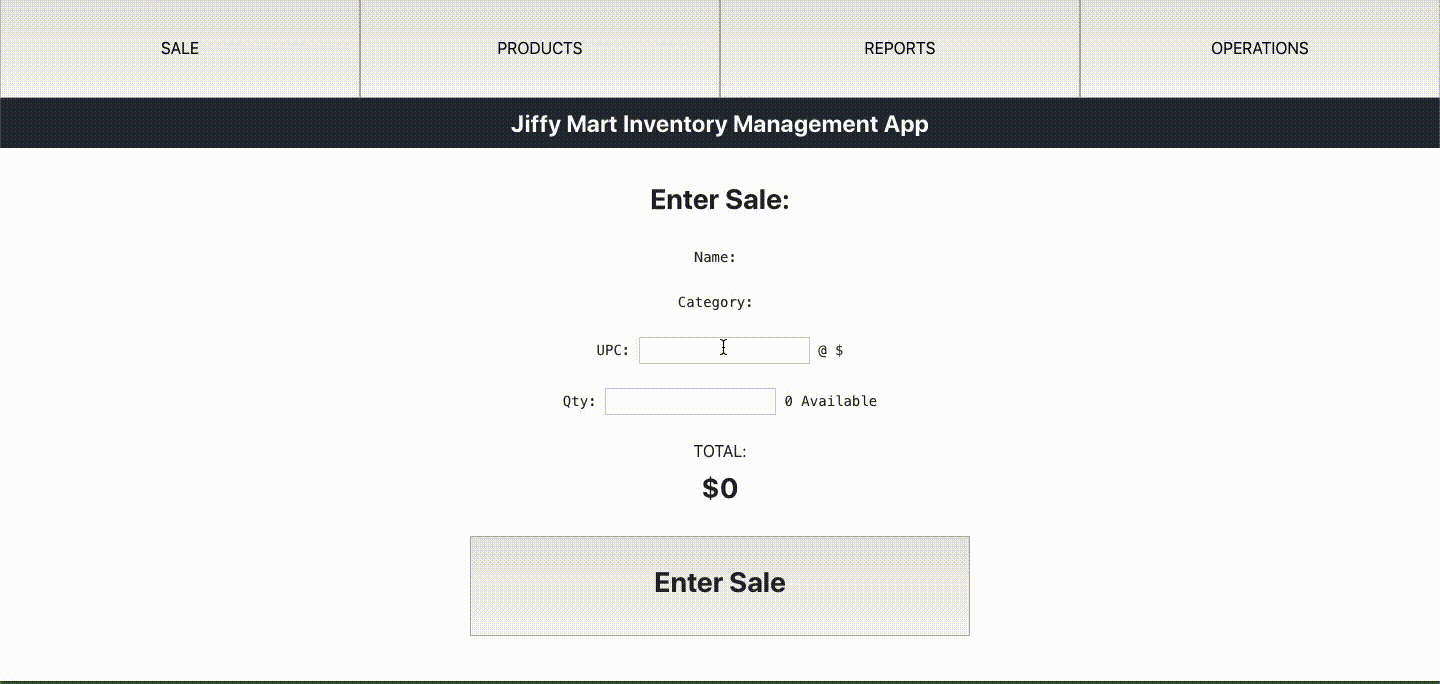 SALE PRODUCTS REPORTS OPERATIONS
Jiffy Mart Inventory Management App
Enter Sale:
Name:
Category:
UPC: @ $
Qty: 0 Available
TOTAL:
$0
Enter Sale